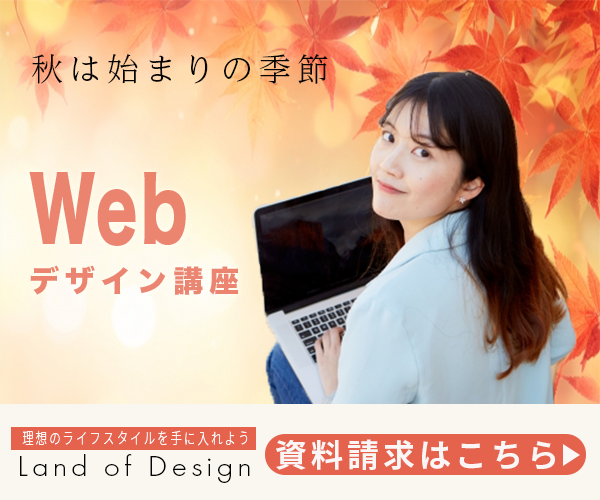 秋は始まりの季節
Web
デザイン講座
理想のライフスタイルを手に入れよう
Land of Design
資料請求はこちら▶